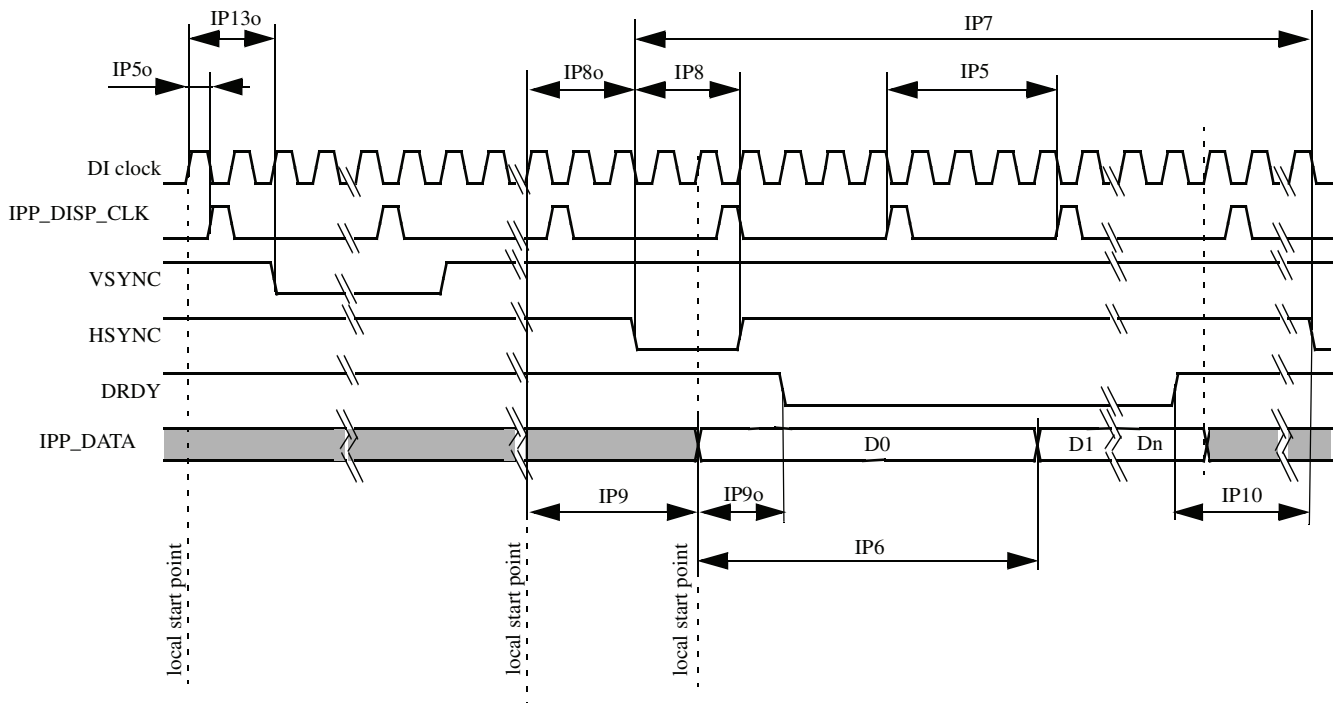 IP13o
IP7
IP5o
IP8o
IP8
IP5
DI clock
IPP_DISP_CLK
VSYNC
HSYNC
DRDY
IPP_DATA
D0
D1
Dn
IP9
IP9o
IP10
IP6
local start point
local start point
local start point